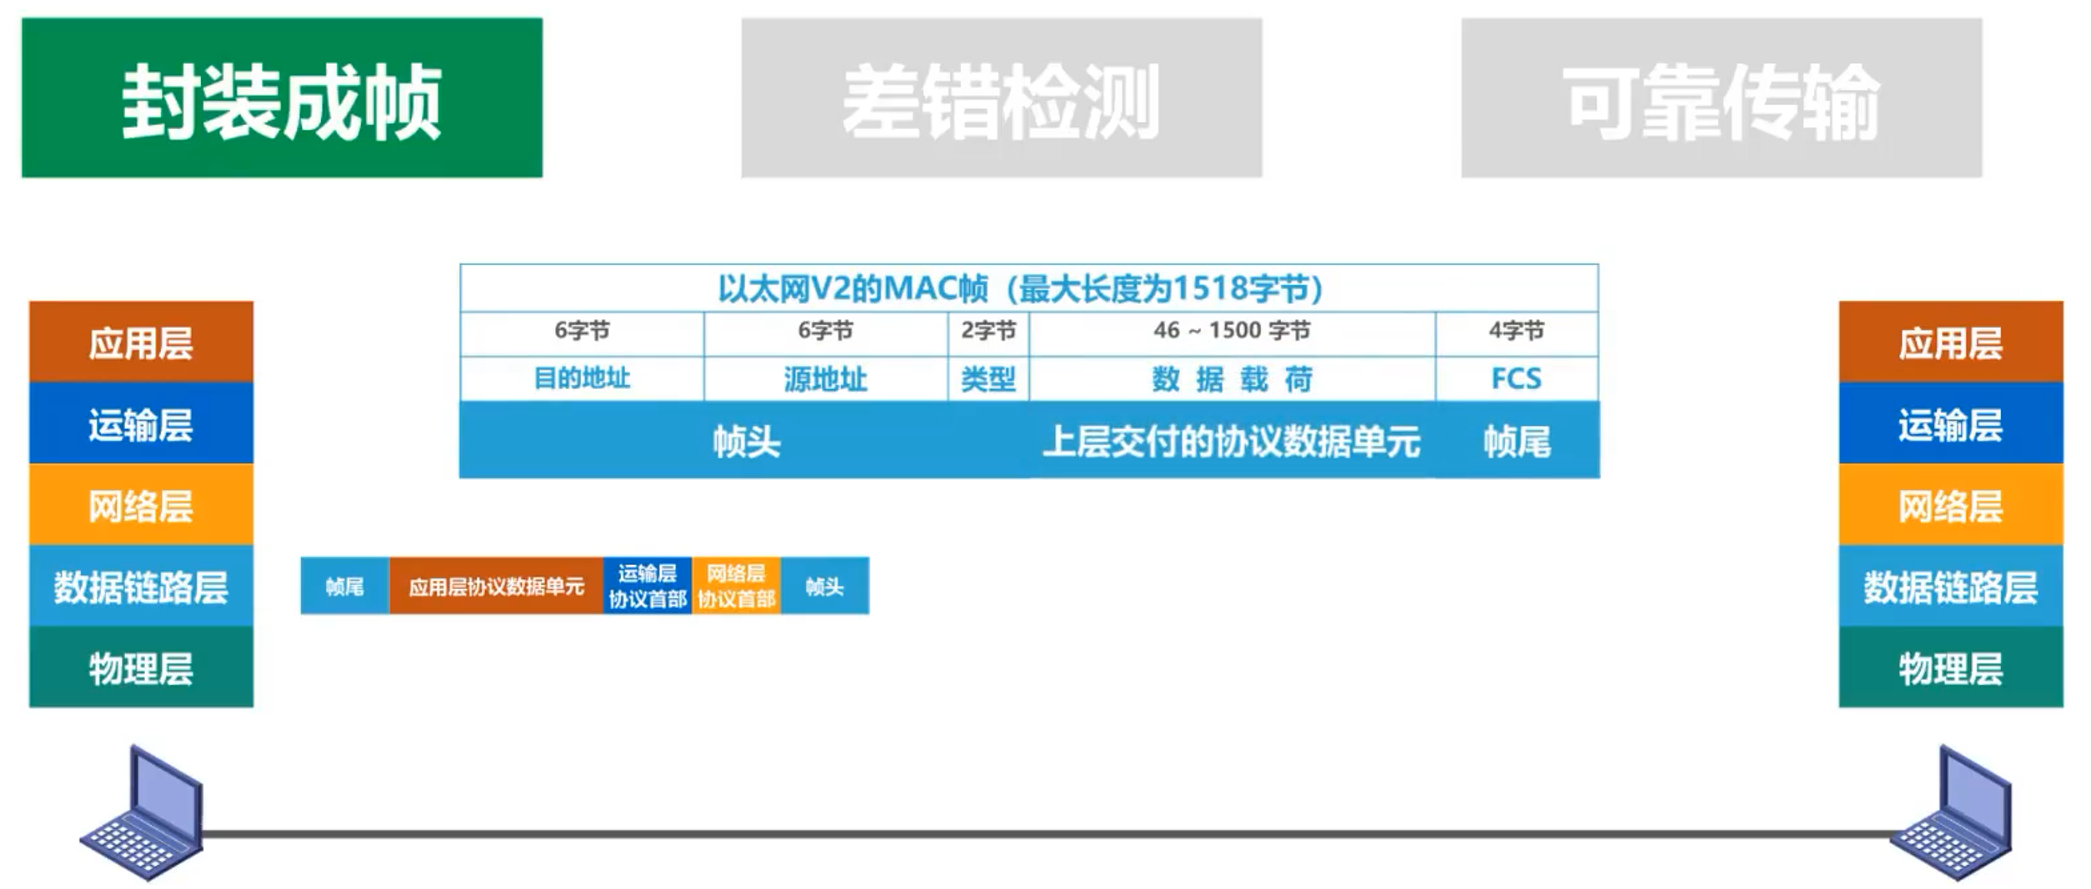 封装成帧
差错检测
可靠传输
以太网V2的MAC帧（最大长度为1518字节）
6字节 6字节 2字节 46 ~ 1500 字节 4字节
目的地址 源地址 类型 数 据 载 荷 FCS
帧头 上层交付的协议数据单元 帧尾
应用层
运输层
网络层
数据链路层
物理层
帧尾 应用层协议数据单元 运输层 网络层 帧头
协议首部 协议首部
应用层
运输层
网络层
数据链路层
物理层